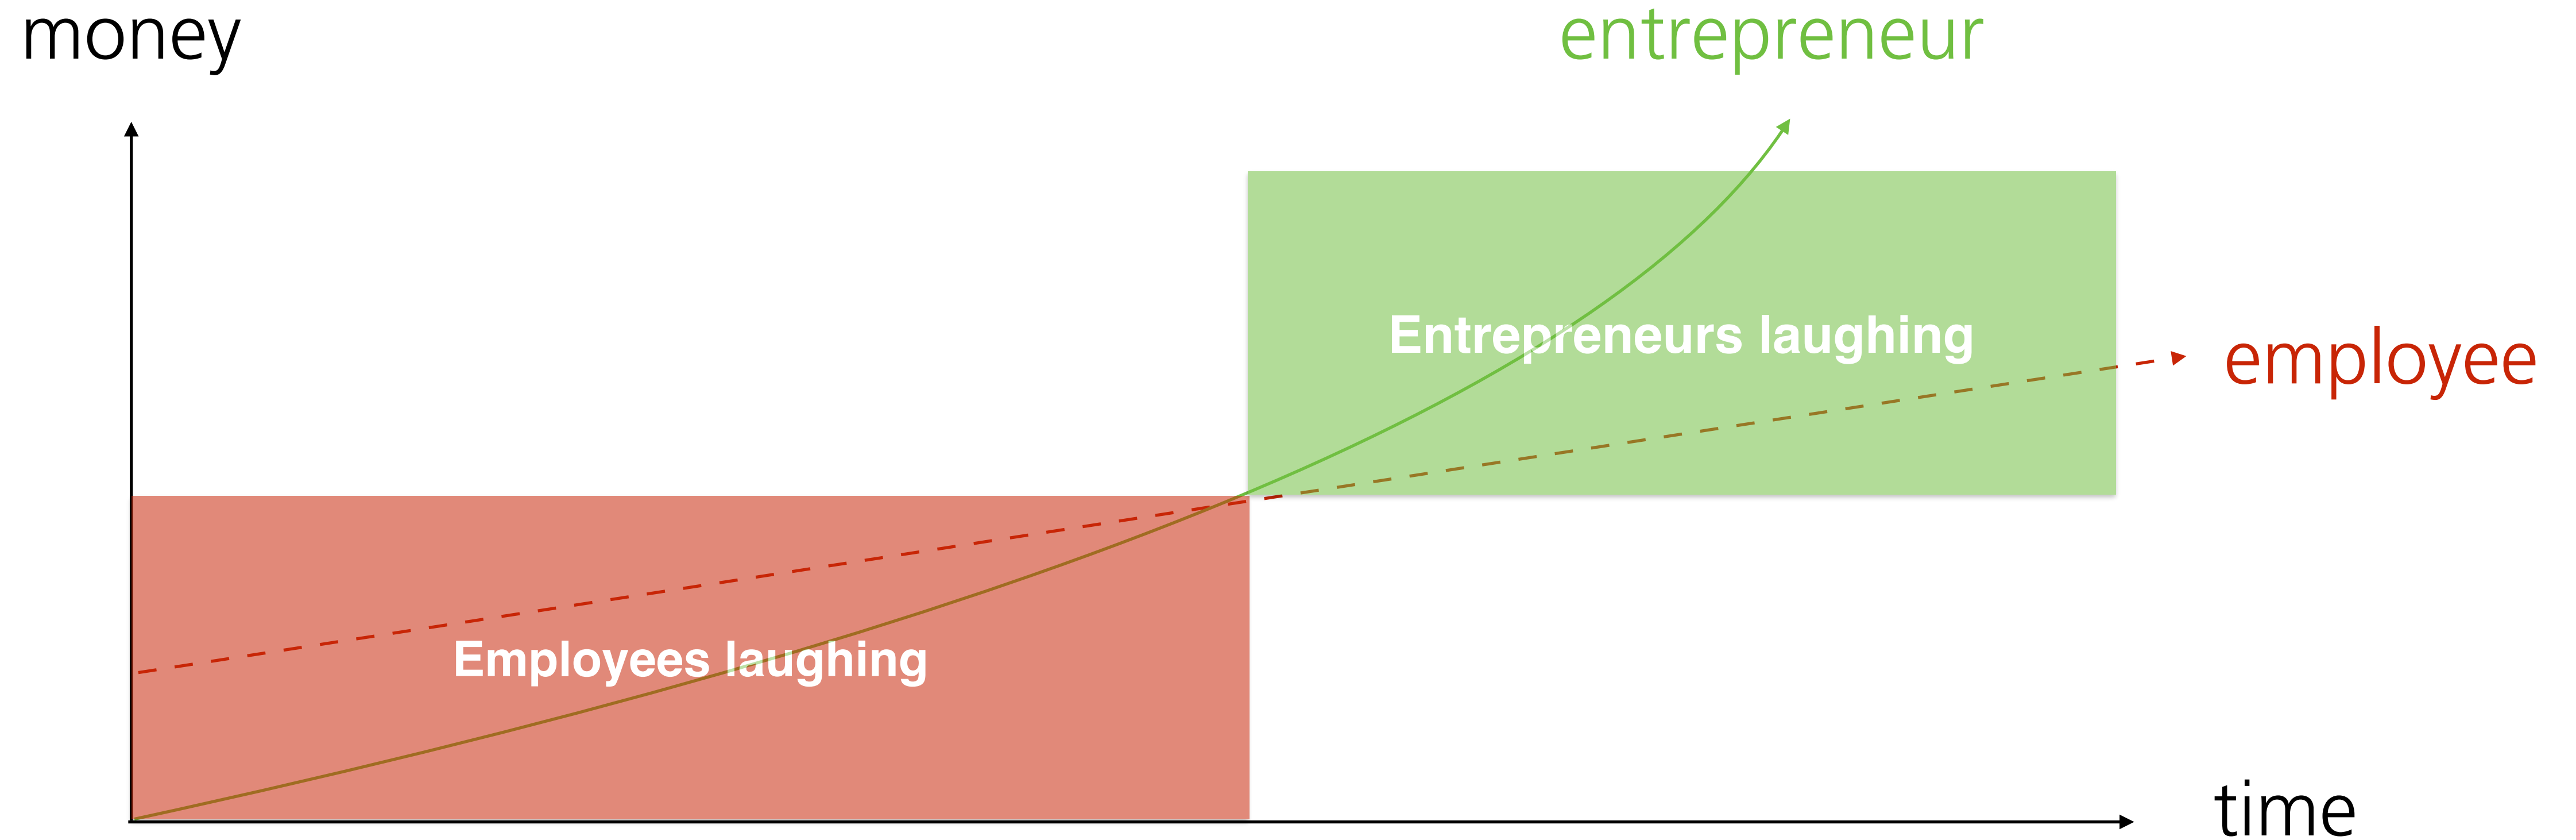 money
entrepreneur
Entrepreneurs laughing
employee
Employees laughing
time